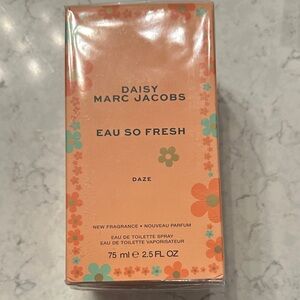 DAISY
MARC JACOBS
EAU SO FRESH
DAZE
NEW FRAGRANCE • NOUVEAU PARFUM
EAU DE TOILETTE SPRAY
EAU DE TOILETTE VAPORISATEUR
75 ml ℮ 2.5 FL OZ